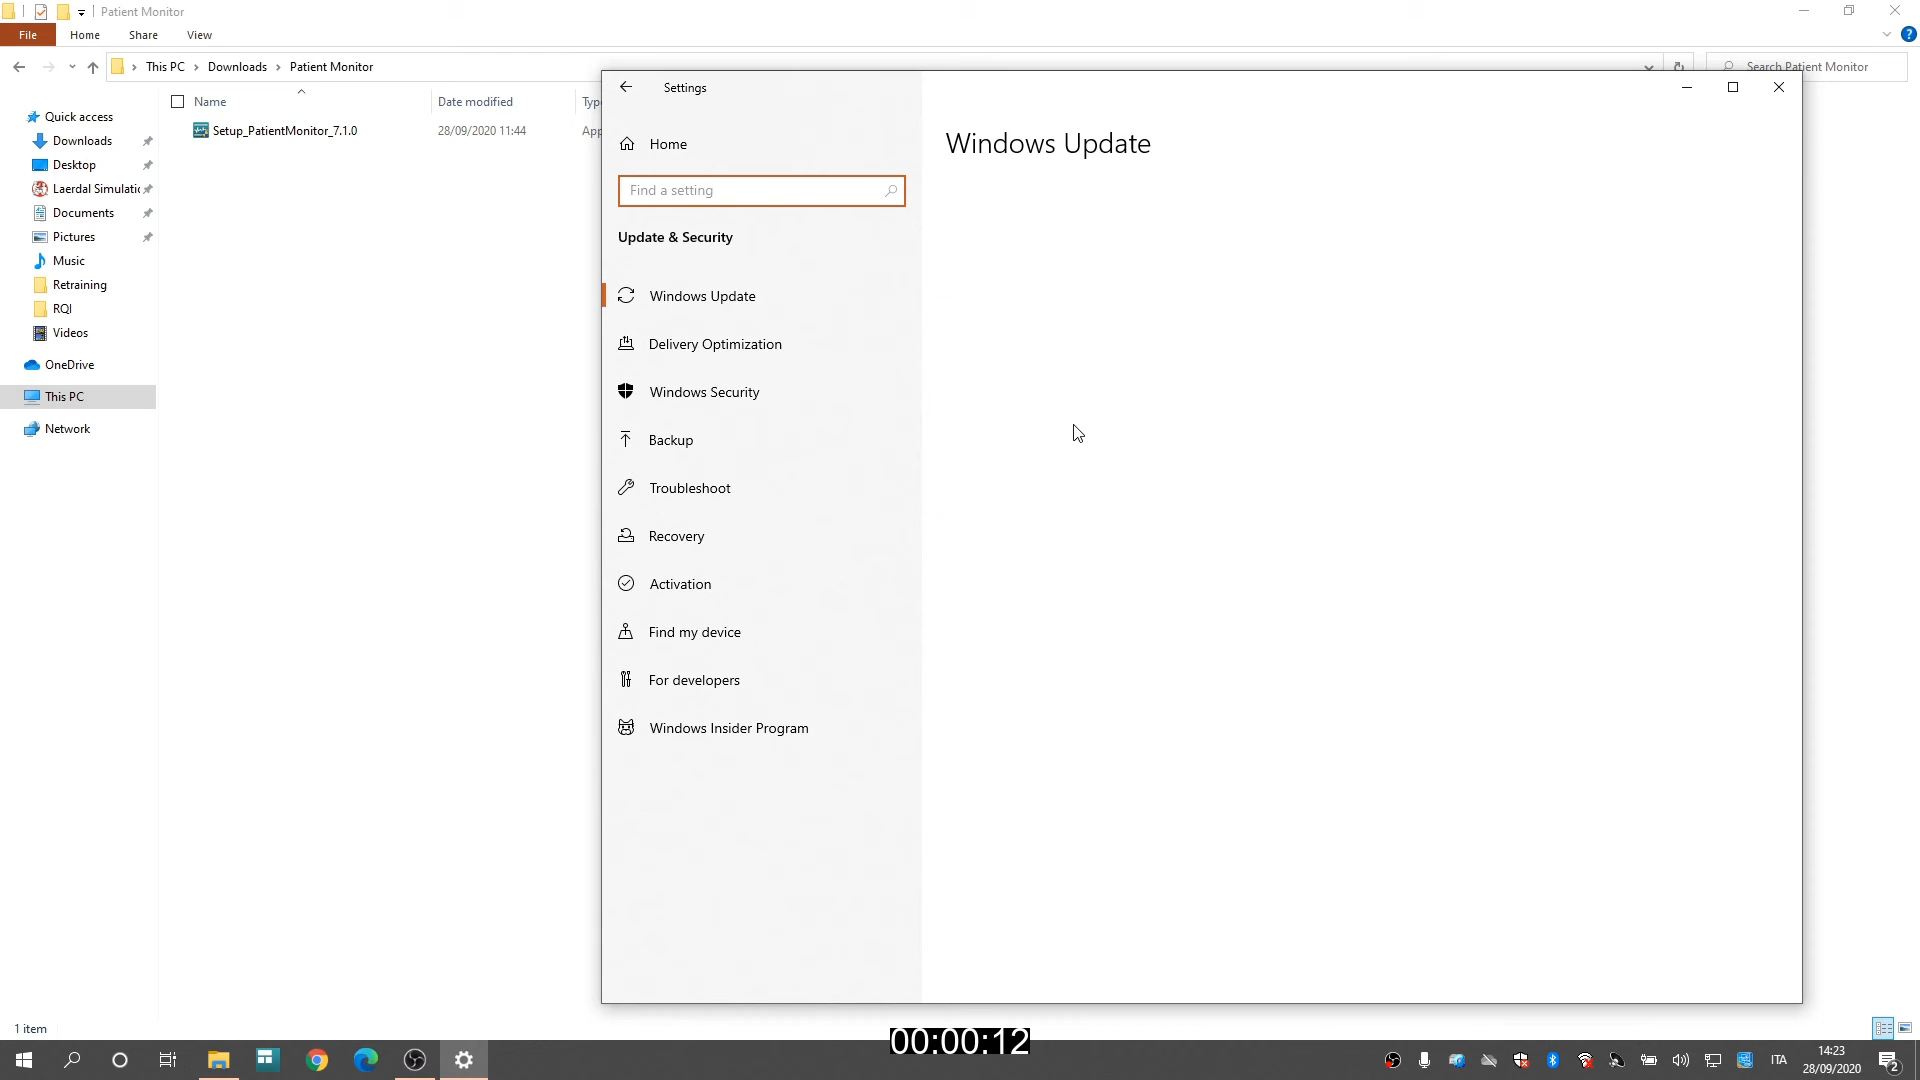 Patient Monitor
File Home Share View
This PC Downloads Patient Monitor
Search Patient Monitor
Name Date modified
Setup_PatientMonitor_7.1.0 28/09/2020 11:44
Quick access
Downloads
Desktop
Laerdal Simulatic
Documents
Pictures
Music
Retraining
RQI
Videos
OneDrive
This PC
Network
1 item
Settings
Home
Find a setting
Update & Security
Windows Update
Delivery Optimization
Windows Security
Backup
Troubleshoot
Recovery
Activation
Find my device
For developers
Windows Insider Program
Windows Update
00:00:12
ITA
14:23
28/09/2020
2